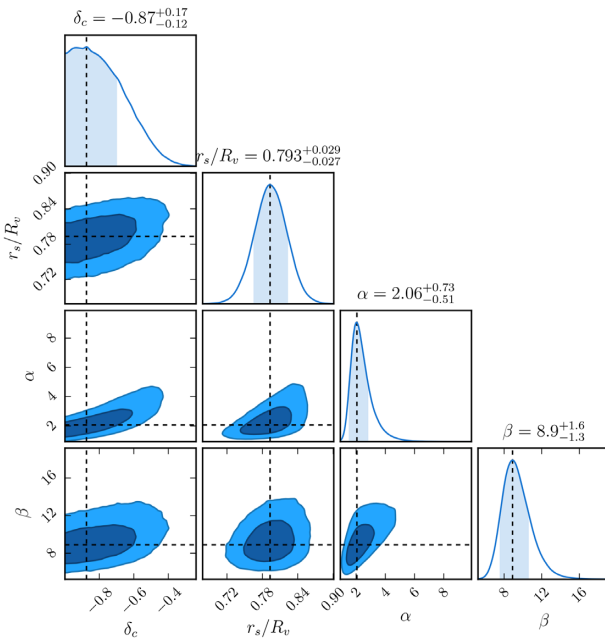 δ_c = −0.87^{+0.17}_{−0.12}
r_s/R_v = 0.793^{+0.029}_{−0.027}
0.90
0.84
0.78
0.72
r_s/R_v
α = 2.06^{+0.73}_{−0.51}
8
6
4
2
α
β = 8.9^{+1.6}_{−1.3}
16
12
8
β
−0.8 −0.6 −0.4
0.72 0.78 0.84 0.90
0 2 4 6 8
8 12 16
δ_c r_s/R_v α β